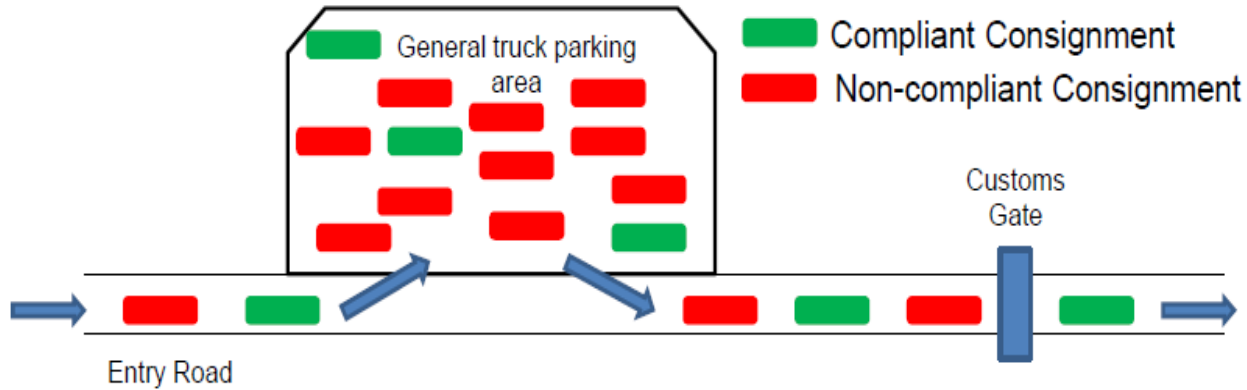 General truck parking
area
Compliant Consignment
Non-compliant Consignment
Customs
Gate
Entry Road